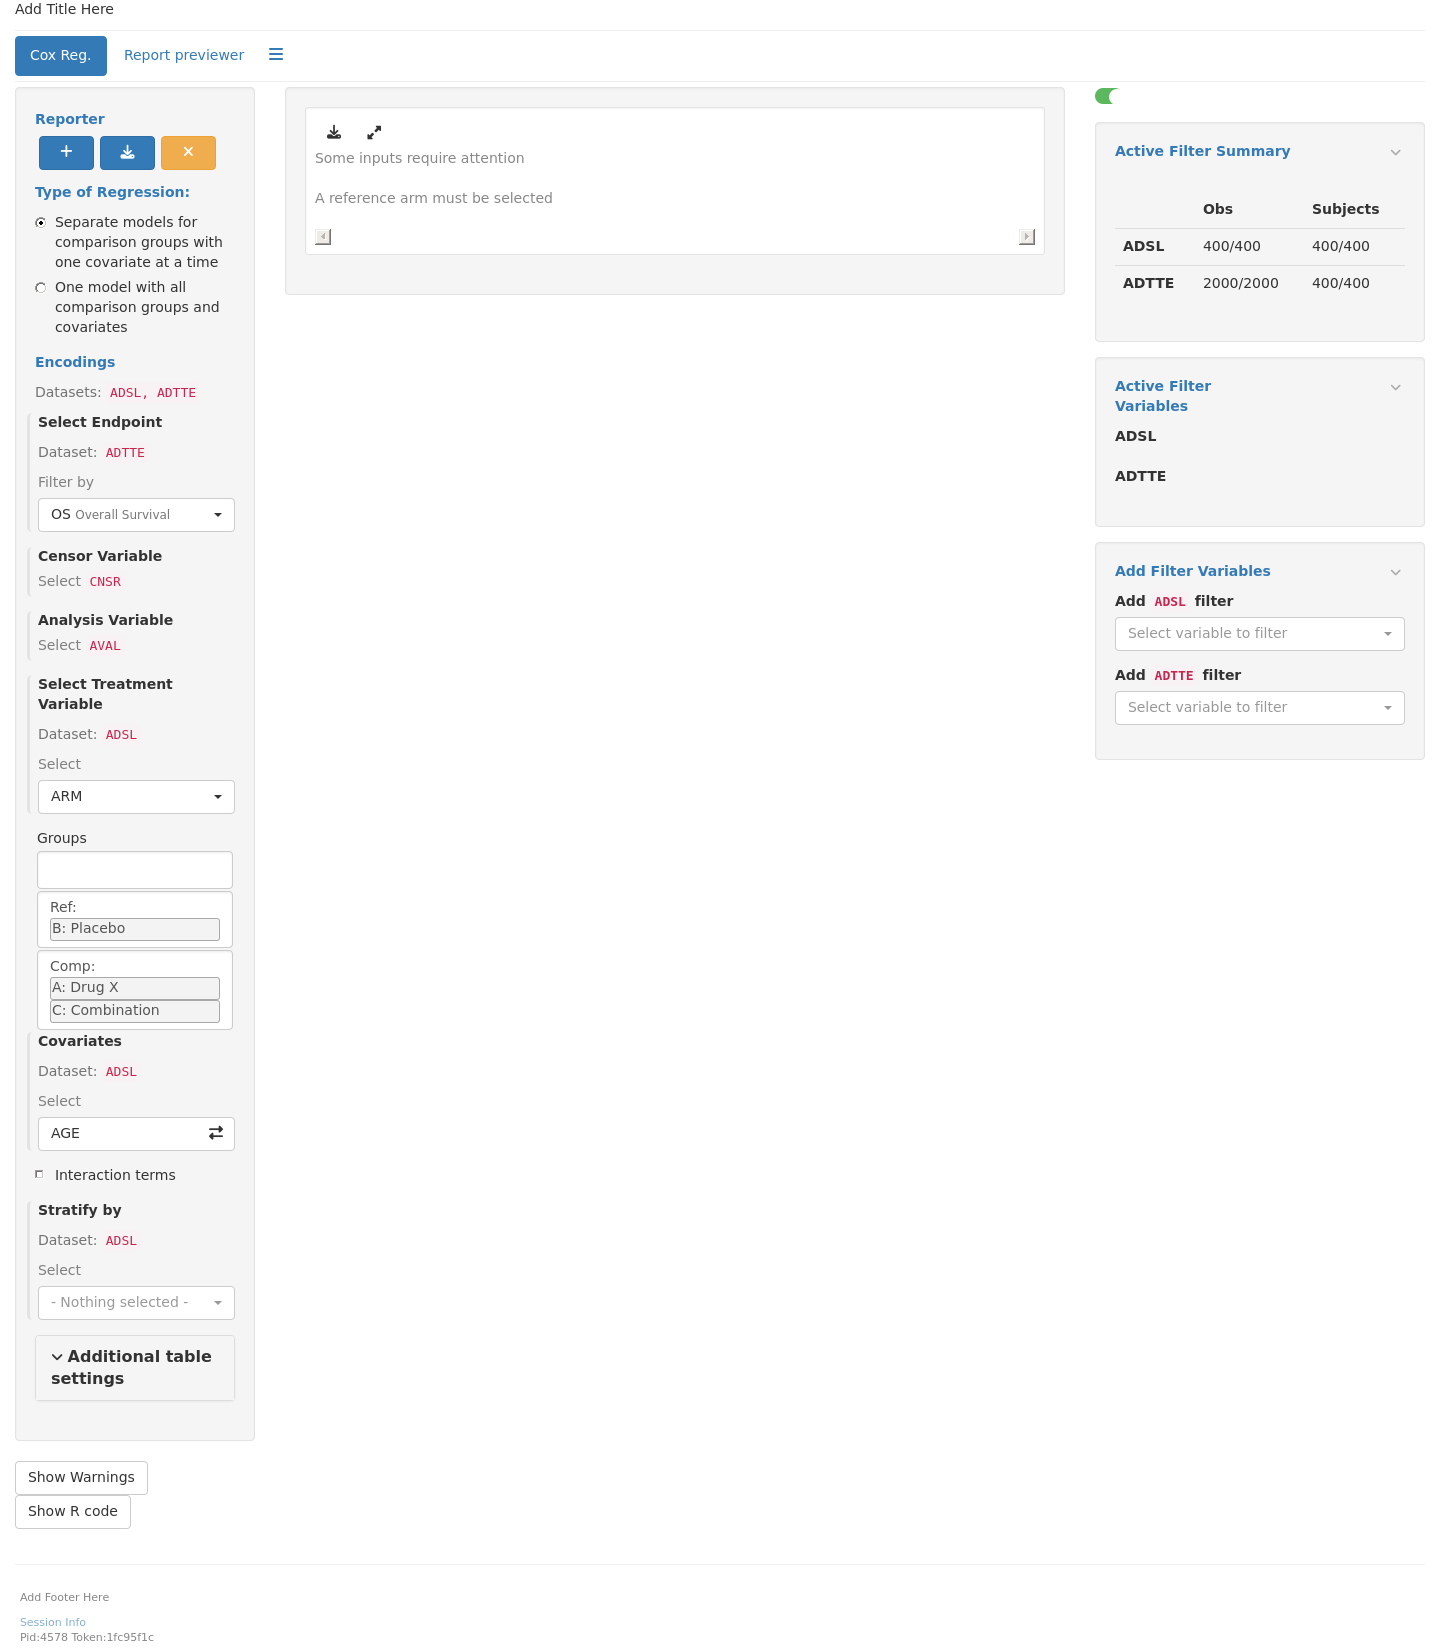 Add Title Here
Cox Reg.
Report previewer
Reporter
Type of Regression:
Separate models for
comparison groups with
one covariate at a time
One model with all
comparison groups and
covariates
Encodings
Datasets: ADSL, ADTTE
Select Endpoint
Dataset: ADTTE
Filter by
OS Overall Survival
Censor Variable
Select CNSR
Analysis Variable
Select AVAL
Select Treatment
Variable
Dataset: ADSL
Select
ARM
Groups
Ref:
B: Placebo
Comp:
A: Drug X
C: Combination
Covariates
Dataset: ADSL
Select
AGE
Interaction terms
Stratify by
Dataset: ADSL
Select
- Nothing selected -
Additional table
settings
Show Warnings
Show R code
Some inputs require attention
A reference arm must be selected
Active Filter Summary
Obs Subjects
ADSL 400/400 400/400
ADTTE 2000/2000 400/400
Active Filter
Variables
ADSL
ADTTE
Add Filter Variables
Add ADSL filter
Select variable to filter
Add ADTTE filter
Select variable to filter
Add Footer Here
Session Info
Pid:4578 Token:1fc95f1c